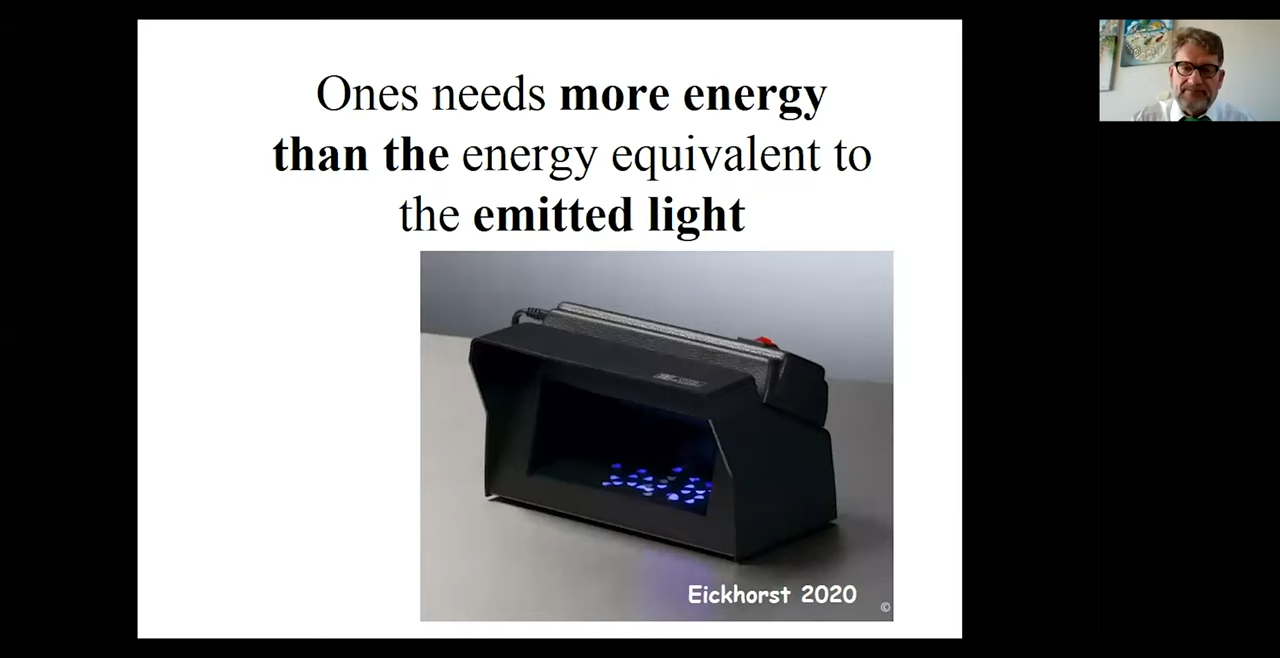 Ones needs more energy
than the energy equivalent to
the emitted light
Eickhorst 2020
©